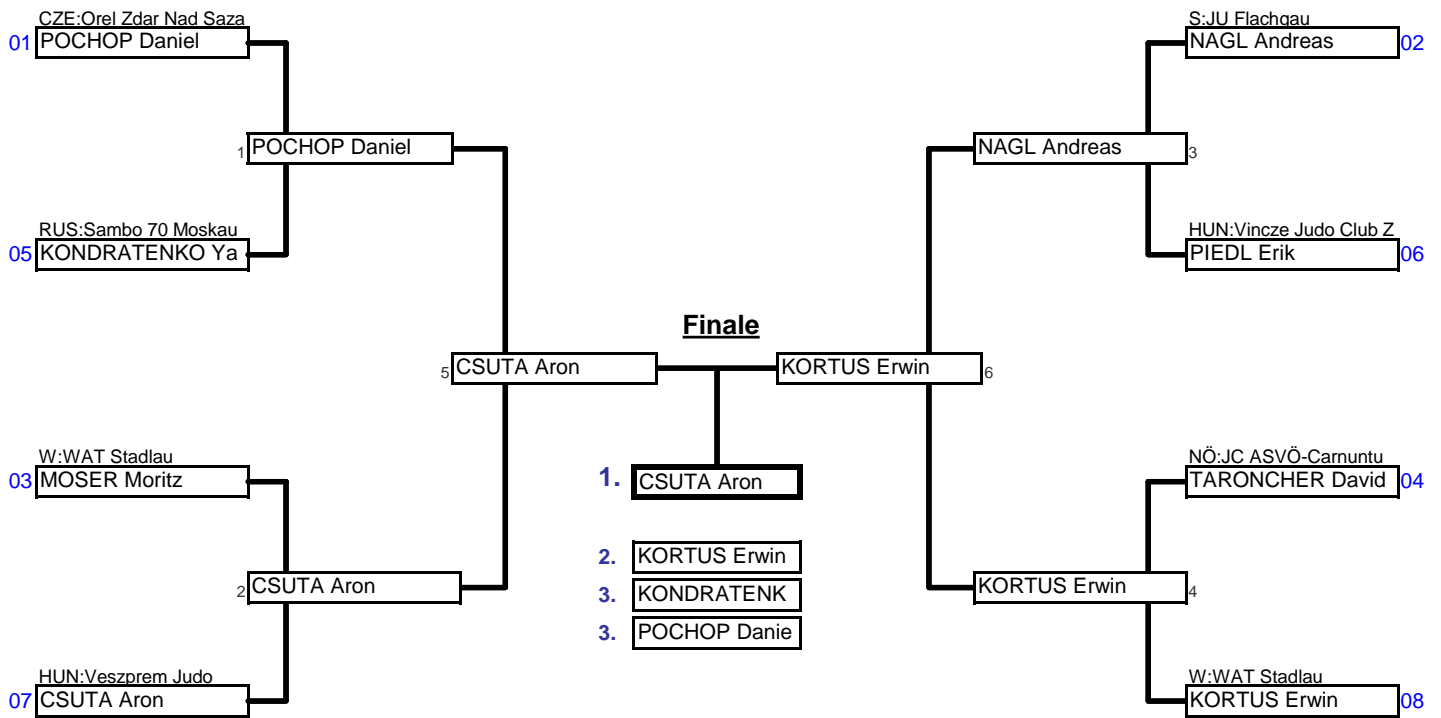 CZE:Orel Zdar Nad Saza
01 POCHOP Daniel
S:JU Flachgau
NAGL Andreas 02
1 POCHOP Daniel
NAGL Andreas 3
RUS:Sambo 70 Moskau
05 KONDRATENKO Ya
HUN:Vincze Judo Club Z
PIEDL Erik 06
Finale
5 CSUTA Aron
KORTUS Erwin 6
W:WAT Stadlau
03 MOSER Moritz
1. CSUTA Aron
NÖ:JC ASVÖ-Carnuntu
TARONCHER David 04
2. KORTUS Erwin
3. KONDRATENK
3. POCHOP Danie
2 CSUTA Aron
KORTUS Erwin 4
HUN:Veszprem Judo
07 CSUTA Aron
W:WAT Stadlau
KORTUS Erwin 08